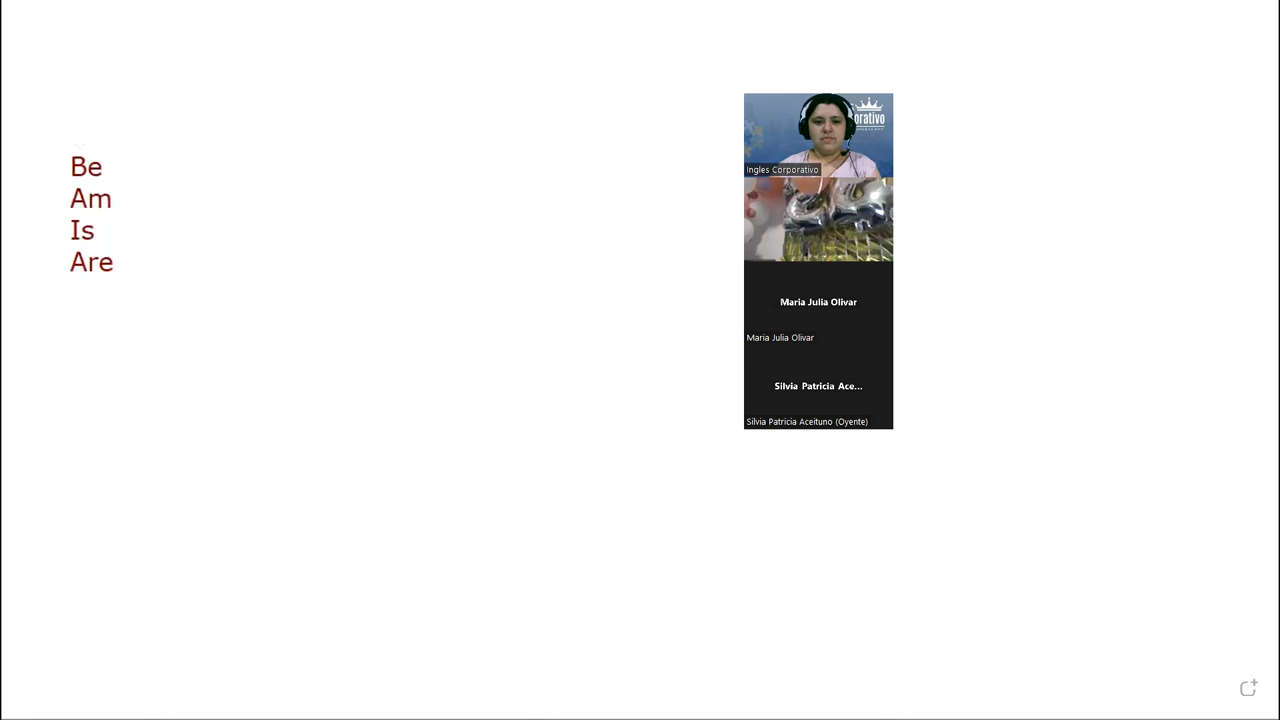 Be
Am
Is
Are
orativo
Ingles Corporativo
Maria Julia Olivar
Maria Julia Olivar
Silvia Patricia Ace...
Silvia Patricia Aceituno (Oyente)